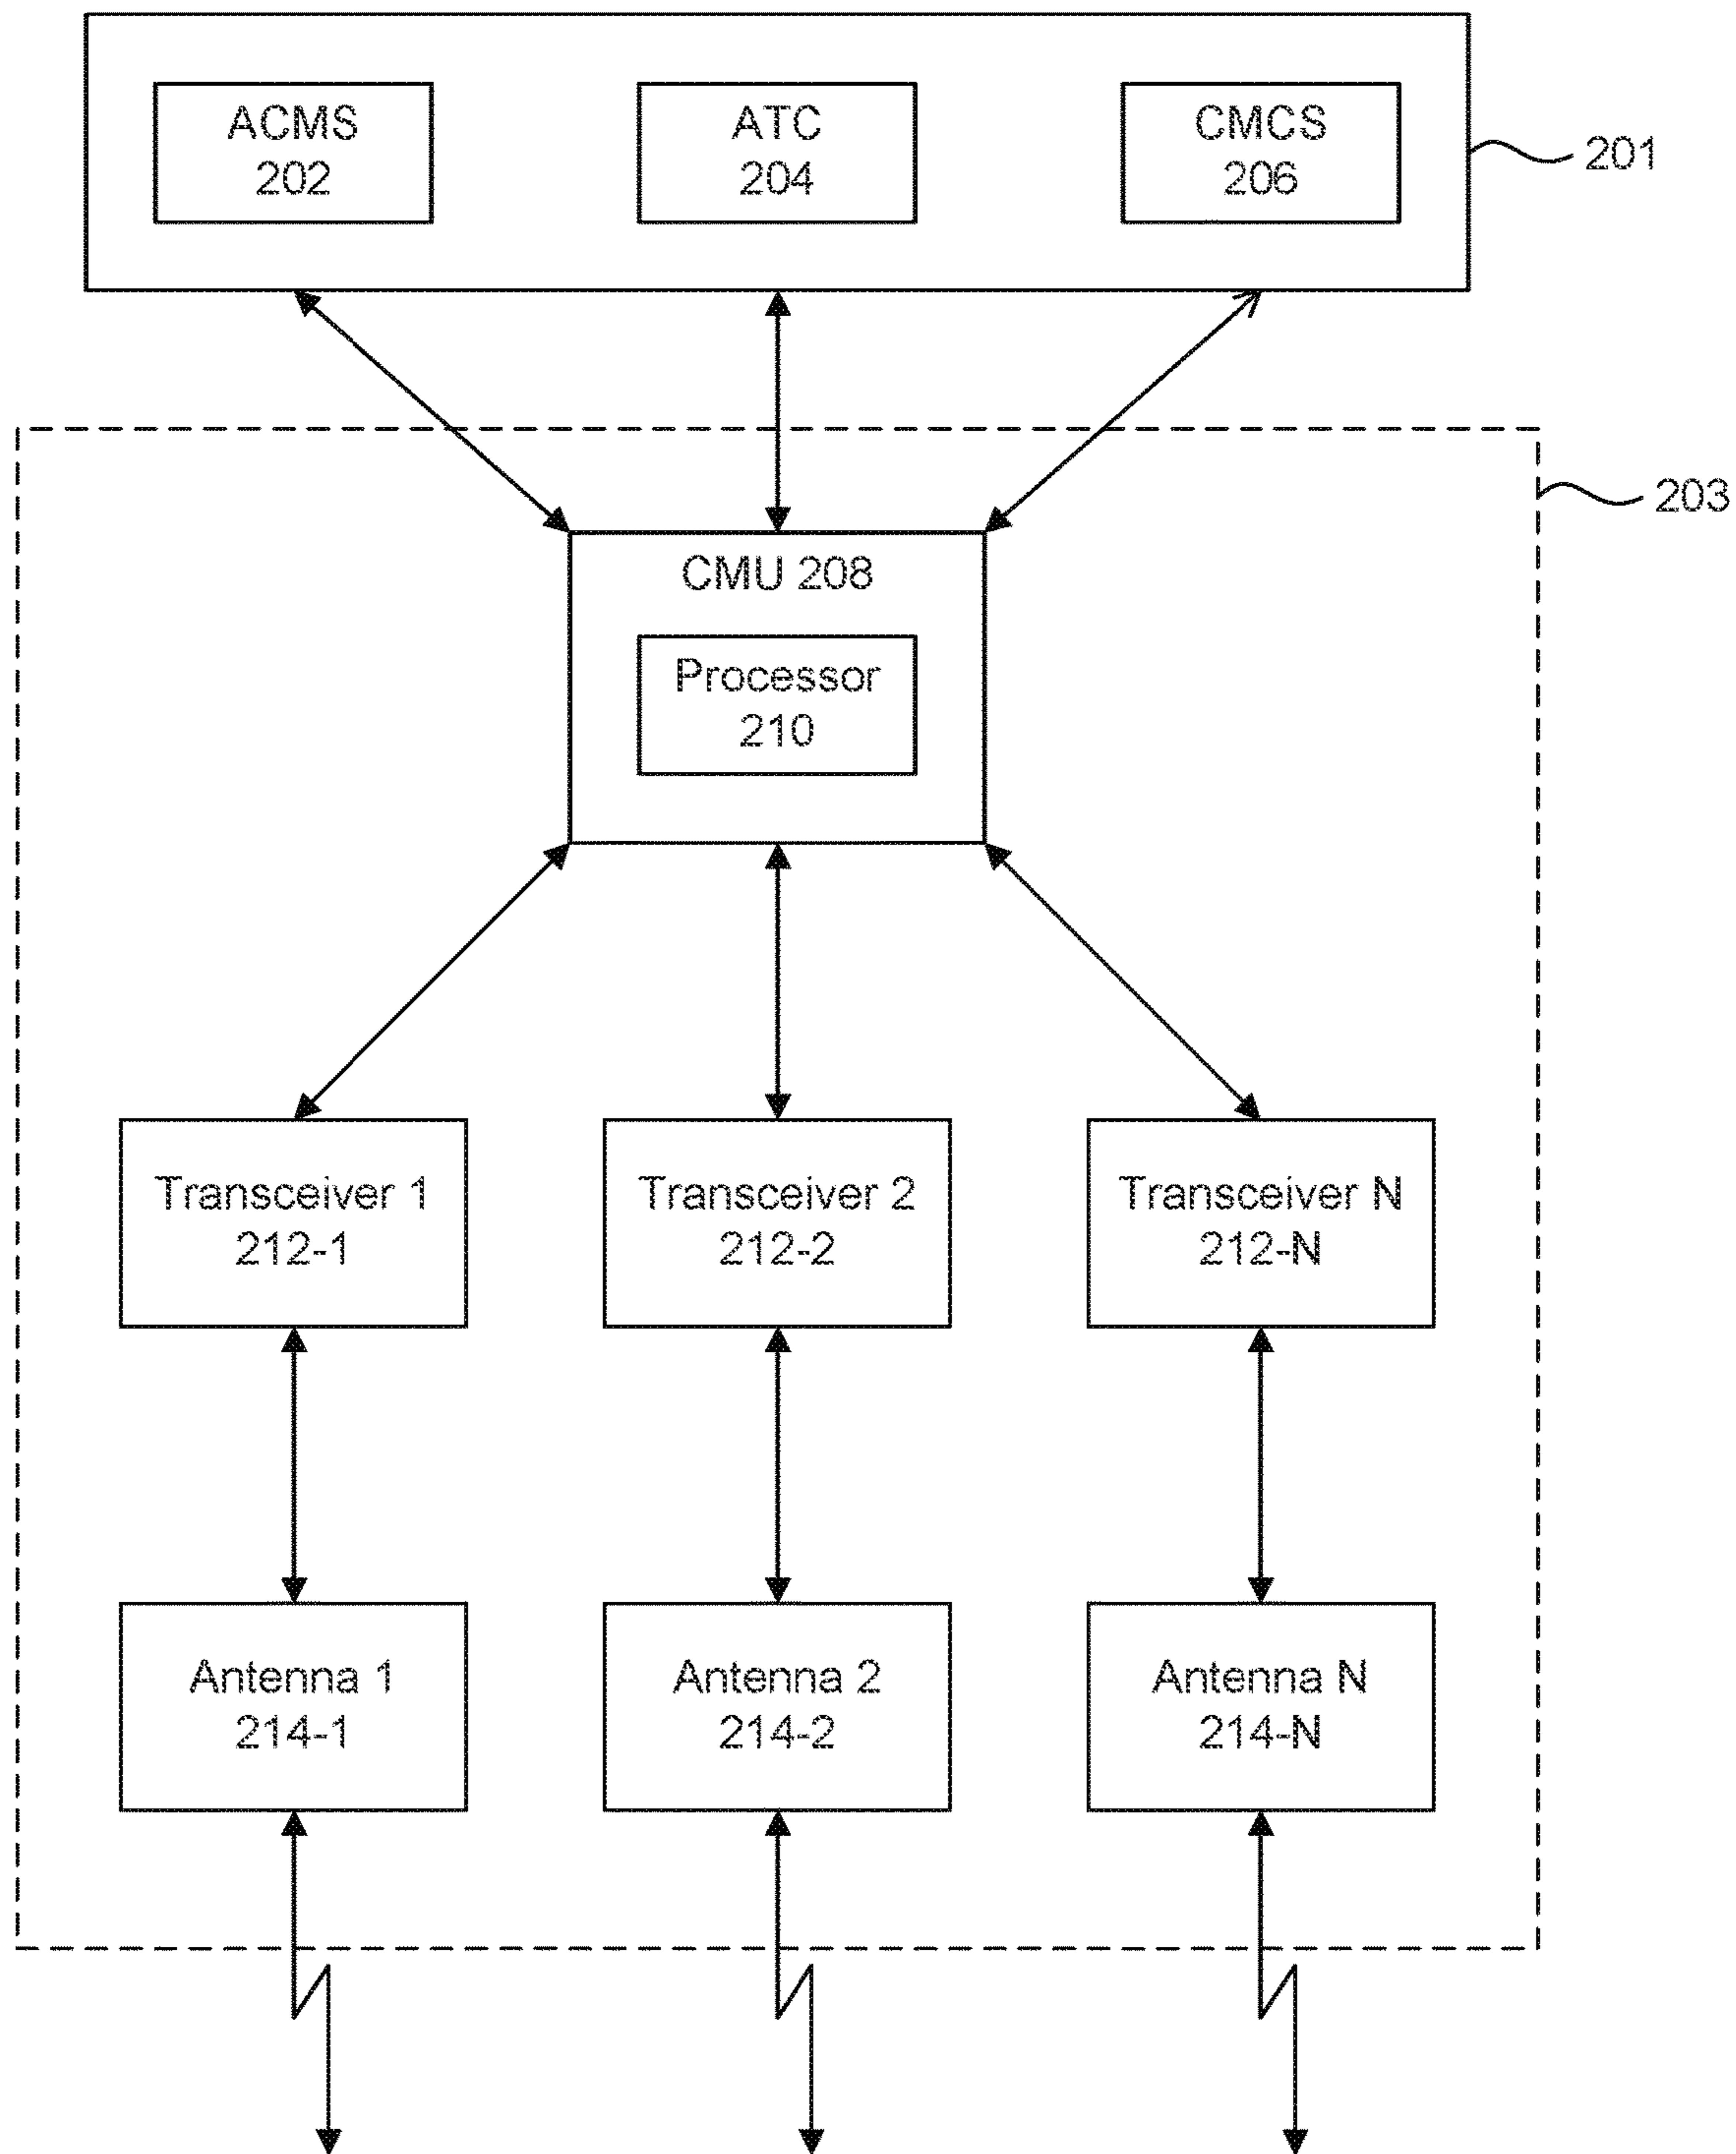 ACMS
202
ATC
204
CMCS
206
201
203
CMU 208
Processor
210
Transceiver 1
212-1
Transceiver 2
212-2
Transceiver N
212-N
Antenna 1
214-1
Antenna 2
214-2
Antenna N
214-N